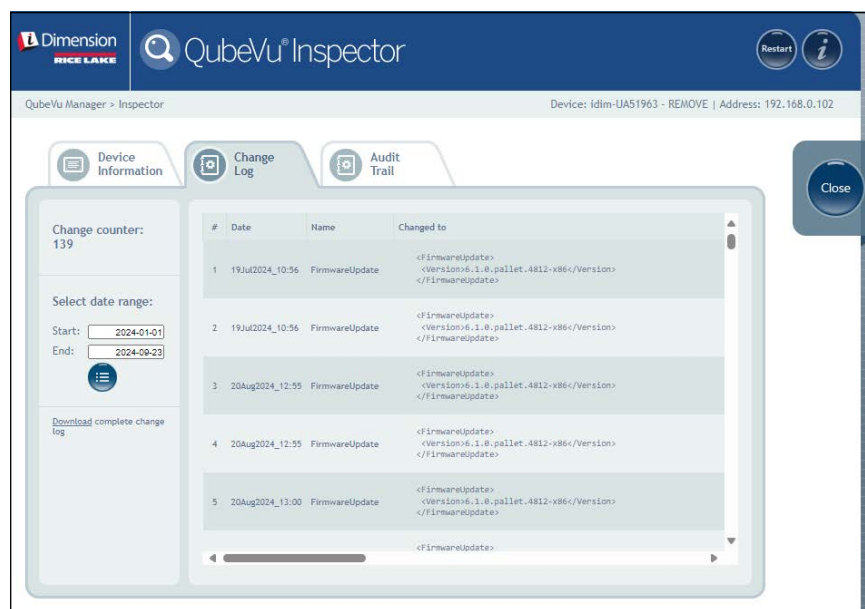 iDimension
RICE LAKE
QubeVu® Inspector
Restart
i
QubeVu Manager > Inspector
Device: idim-UA51963 - REMOVE | Address: 192.168.0.102
Device Information
Change Log
Audit Trail
Close
Change counter:
139
Select date range:
Start: 2024-01-01
End: 2024-09-23
Download complete change
log
# Date Name Changed to
<FirmwareUpdate>
1 19Jul2024_10:56 FirmwareUpdate <Version>6.1.0.pallet.4812-x86</Version>
</FirmwareUpdate>
<FirmwareUpdate>
2 19Jul2024_10:56 FirmwareUpdate <Version>6.1.0.pallet.4812-x86</Version>
</FirmwareUpdate>
<FirmwareUpdate>
3 20Aug2024_12:55 FirmwareUpdate <Version>6.1.0.pallet.4812-x86</Version>
</FirmwareUpdate>
<FirmwareUpdate>
4 20Aug2024_12:55 FirmwareUpdate <Version>6.1.0.pallet.4812-x86</Version>
</FirmwareUpdate>
<FirmwareUpdate>
5 20Aug2024_13:00 FirmwareUpdate <Version>6.1.0.pallet.4812-x86</Version>
</FirmwareUpdate>
<FirmwareUpdate>